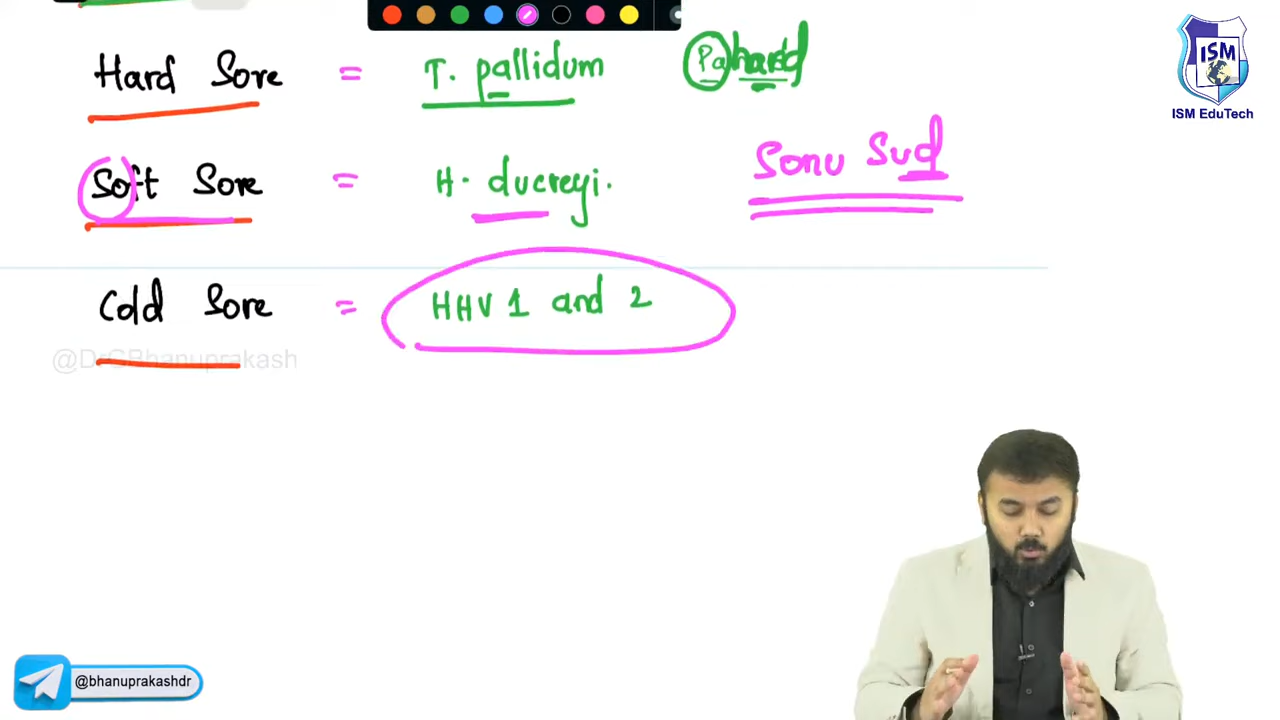 Hard Sore = T. pallidum Pahard
ISM
ISM EduTech
Soft Sore = H. ducreyi. Sonu Sud
Cold Sore = HHV 1 and 2
@DrGBhanuprakash
@bhanuprakashdr